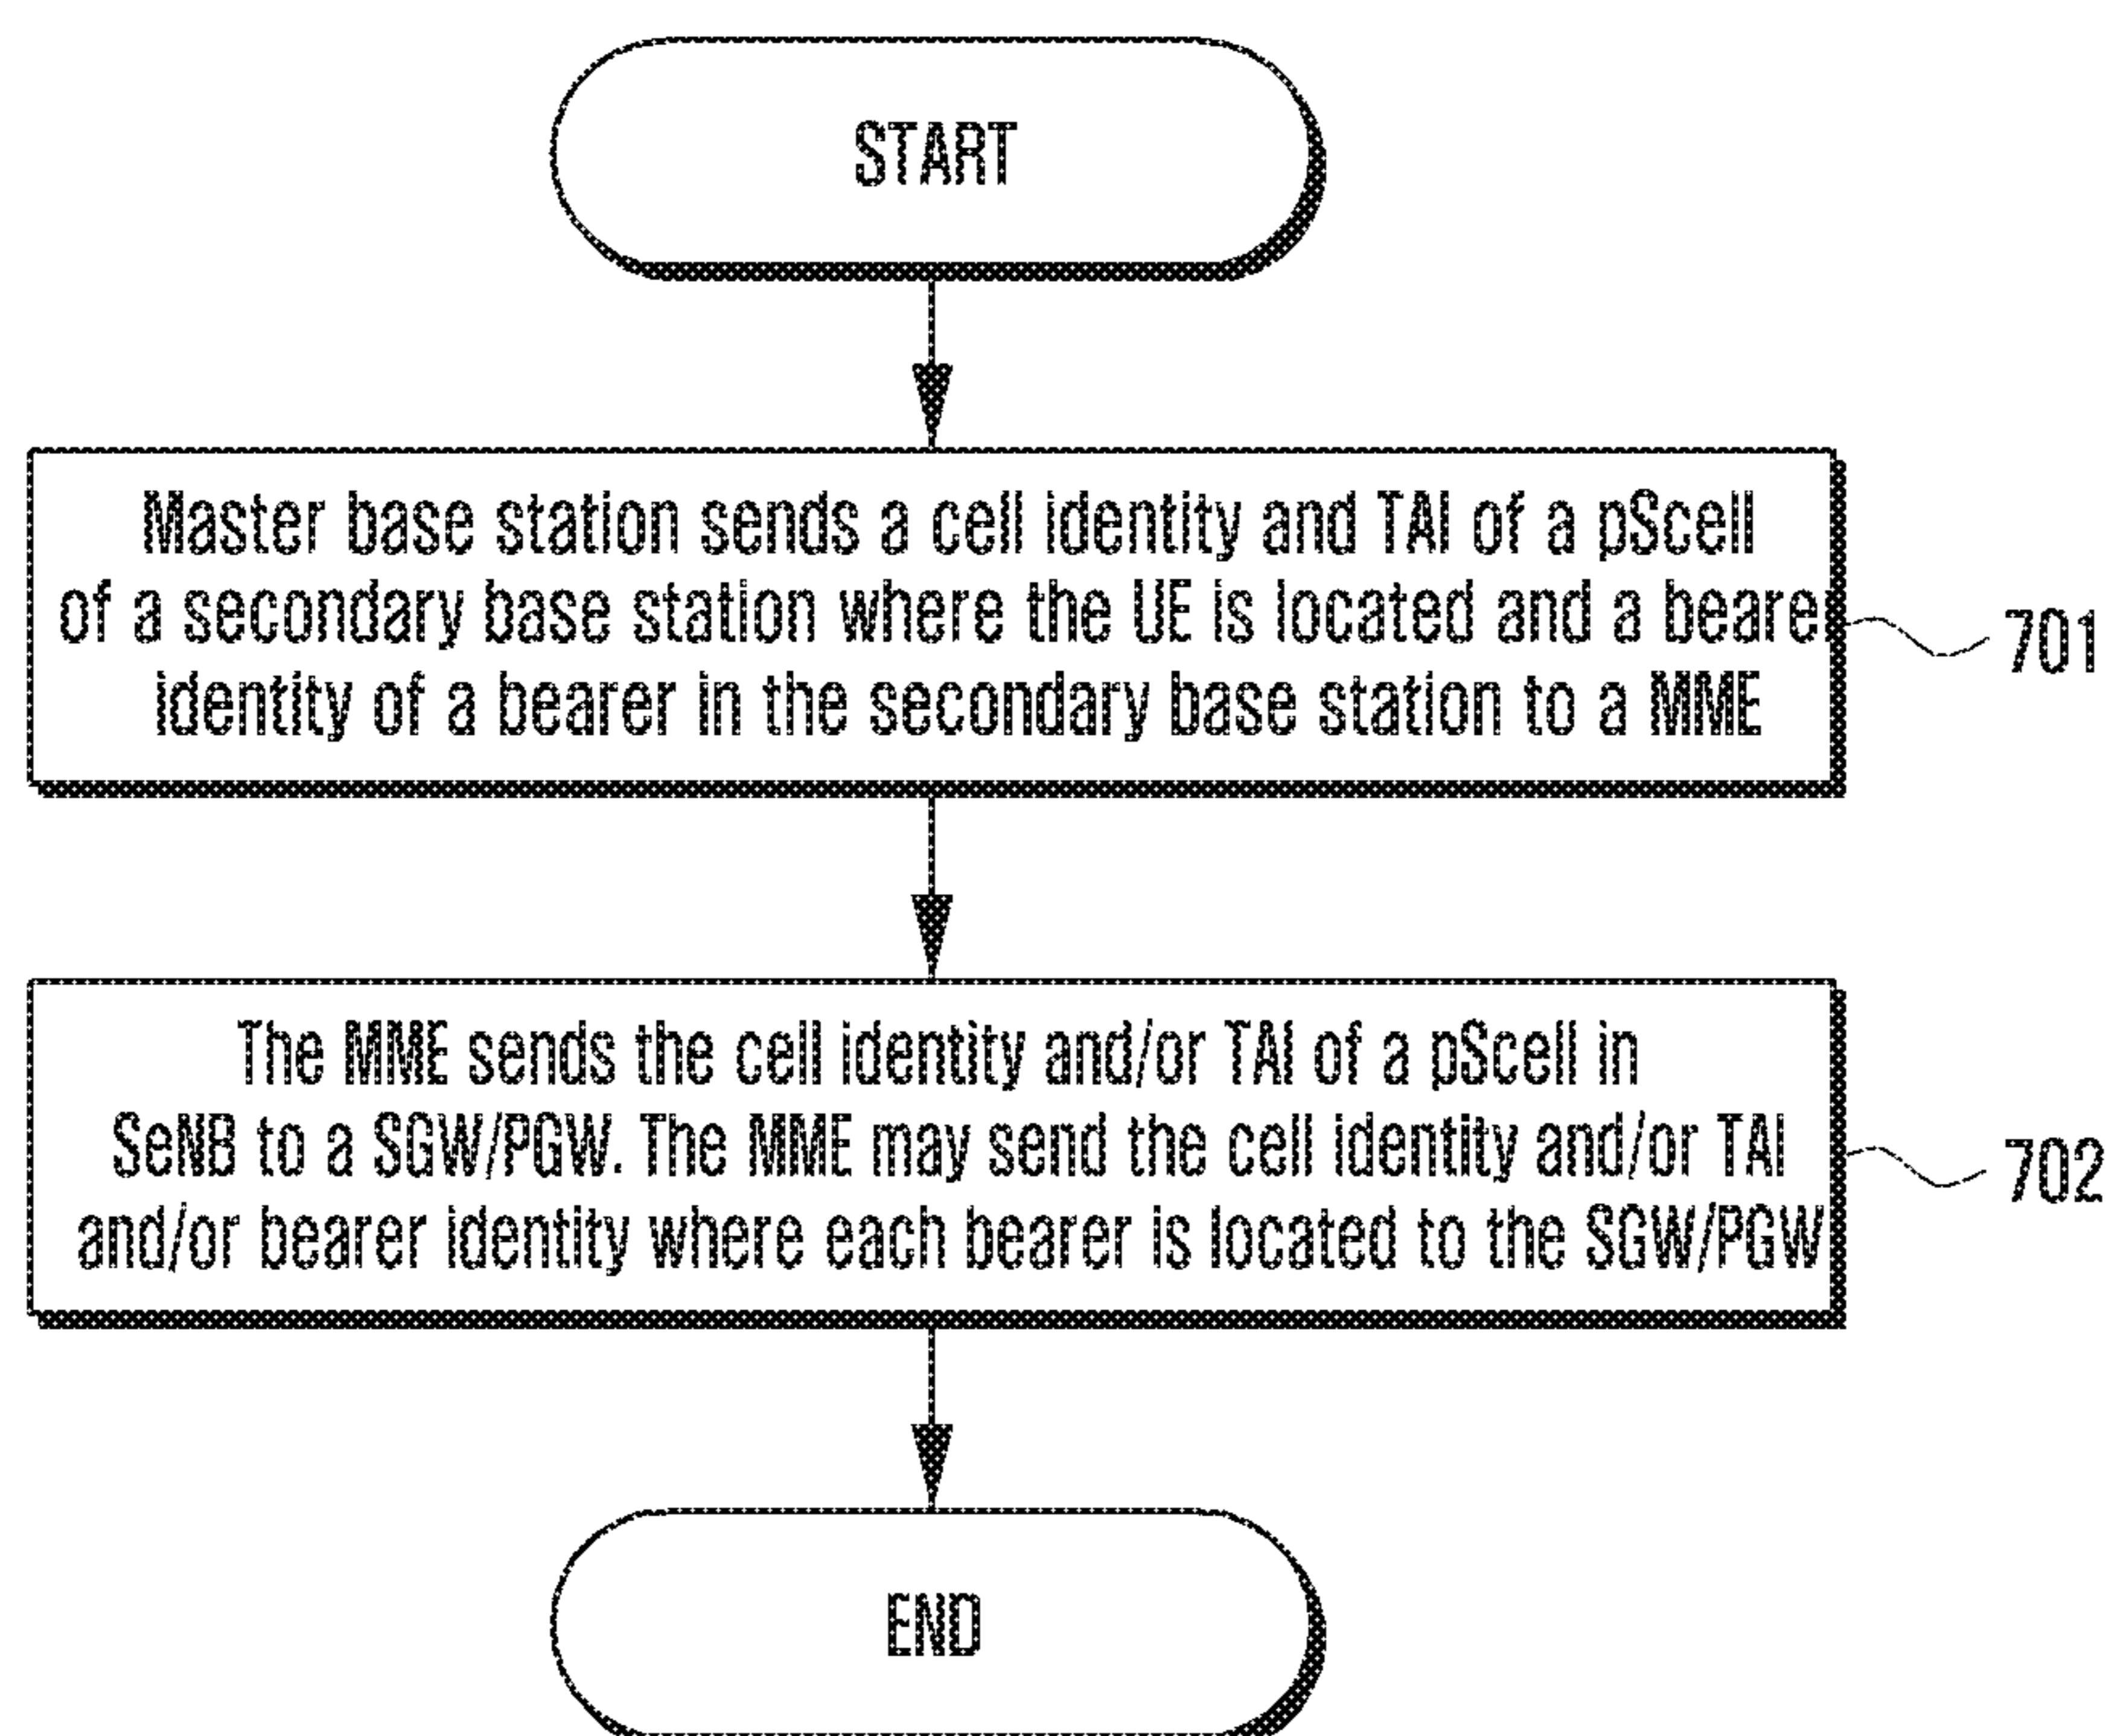 START
Master base station sends a cell identity and TAI of a pScell
of a secondary base station where the UE is located and a bearer
identity of a bearer in the secondary base station to a MME
701
The MME sends the cell identity and/or TAI of a pScell in
SeNB to a SGW/PGW. The MME may send the cell identity and/or TAI
and/or bearer identity where each bearer is located to the SGW/PGW
702
END